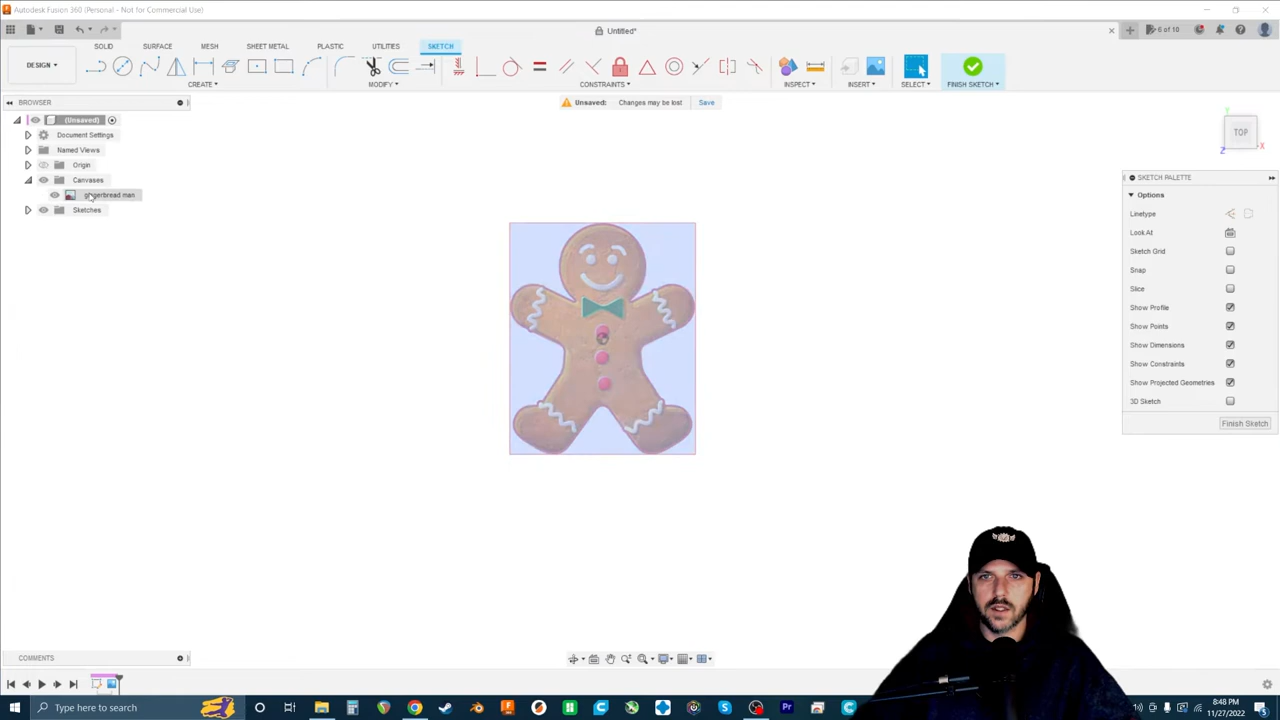 Autodesk Fusion 360 (Personal - Not for Commercial Use)
Untitled*
6 of 10
DESIGN
SOLID
SURFACE
MESH
SHEET METAL
PLASTIC
UTILITIES
SKETCH
CREATE
MODIFY
CONSTRAINTS
INSPECT
INSERT
SELECT
FINISH SKETCH
BROWSER
Unsaved: Changes may be lost
Save
(Unsaved)
Document Settings
Named Views
Origin
Canvases
gingerbread man
Sketches
TOP
X
Y
Z
SKETCH PALETTE
Options
Linetype
Look At
Sketch Grid
Snap
Slice
Show Profile
Show Points
Show Dimensions
Show Constraints
Show Projected Geometries
3D Sketch
Finish Sketch
COMMENTS
Type here to search
8:48 PM
11/27/2022